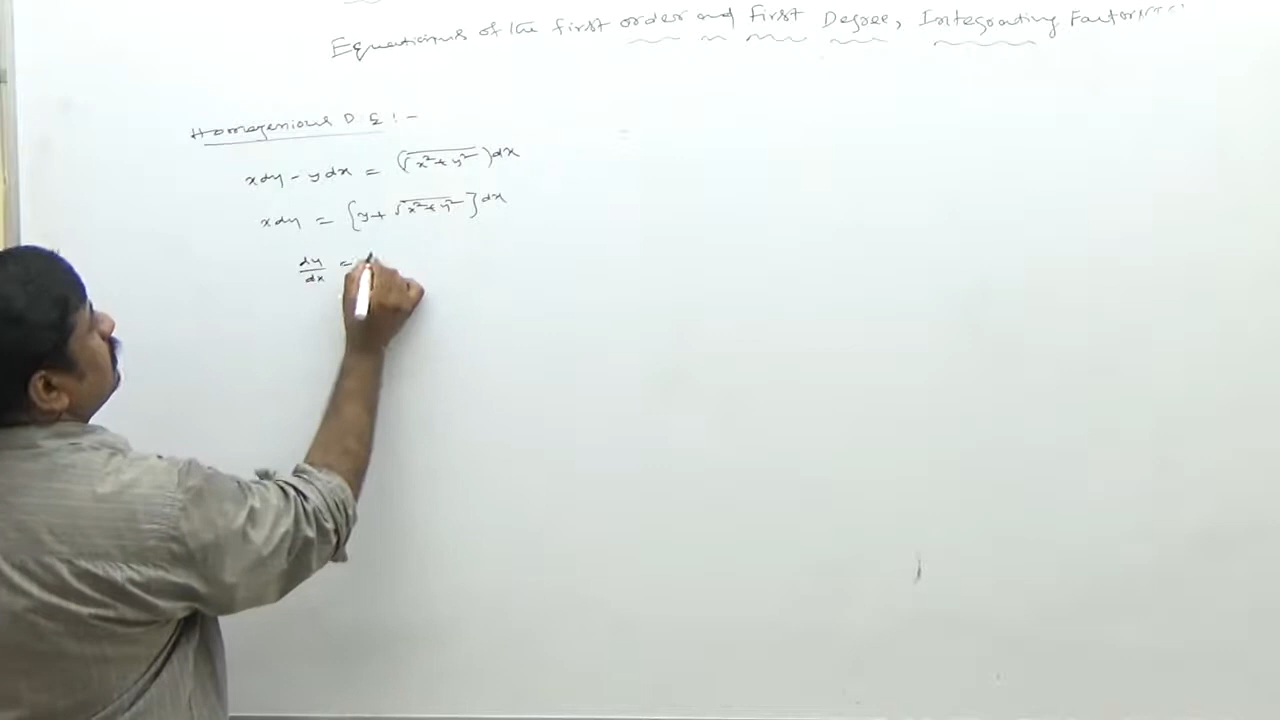 Equations of the first order and First Degree, Integrating Factor
Homogenious D E :-
xdy - ydx = (√x²+y²)dx
xdy = {y+ √x²+y²]dx
dy/dx =